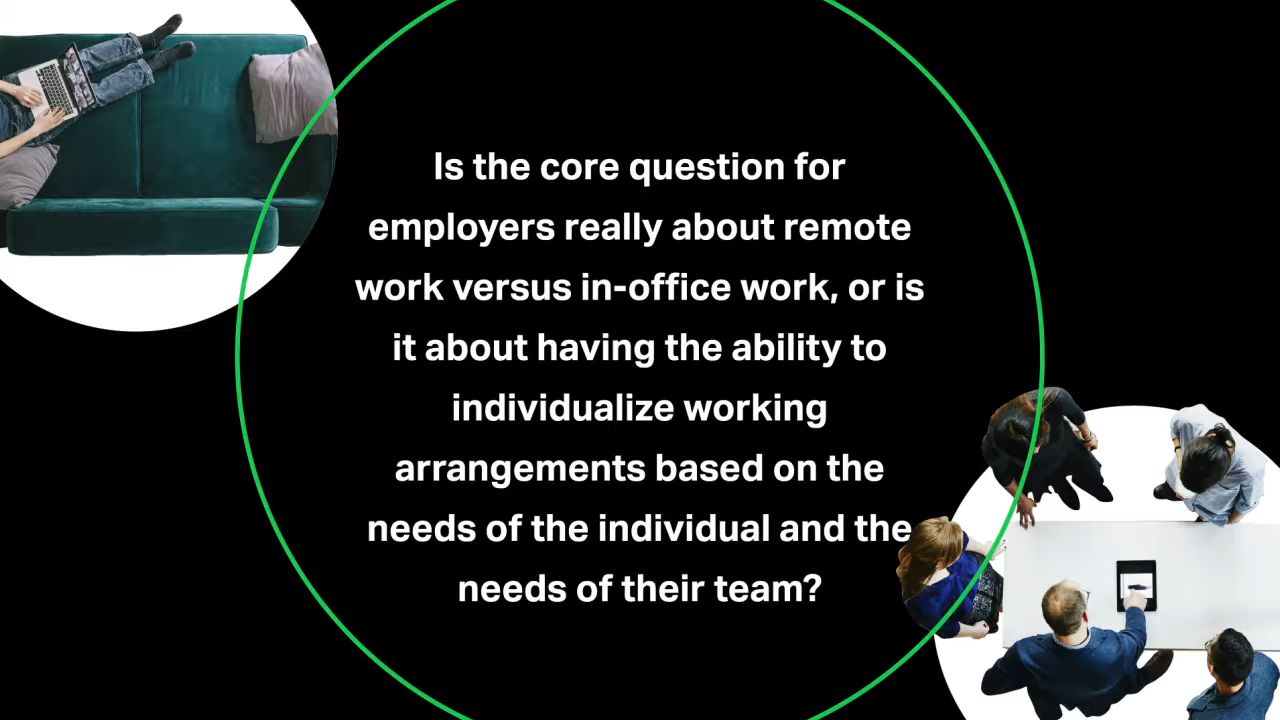 Is the core question for
employers really about remote
work versus in-office work, or is
it about having the ability to
individualize working
arrangements based on the
needs of the individual and the
needs of their team?